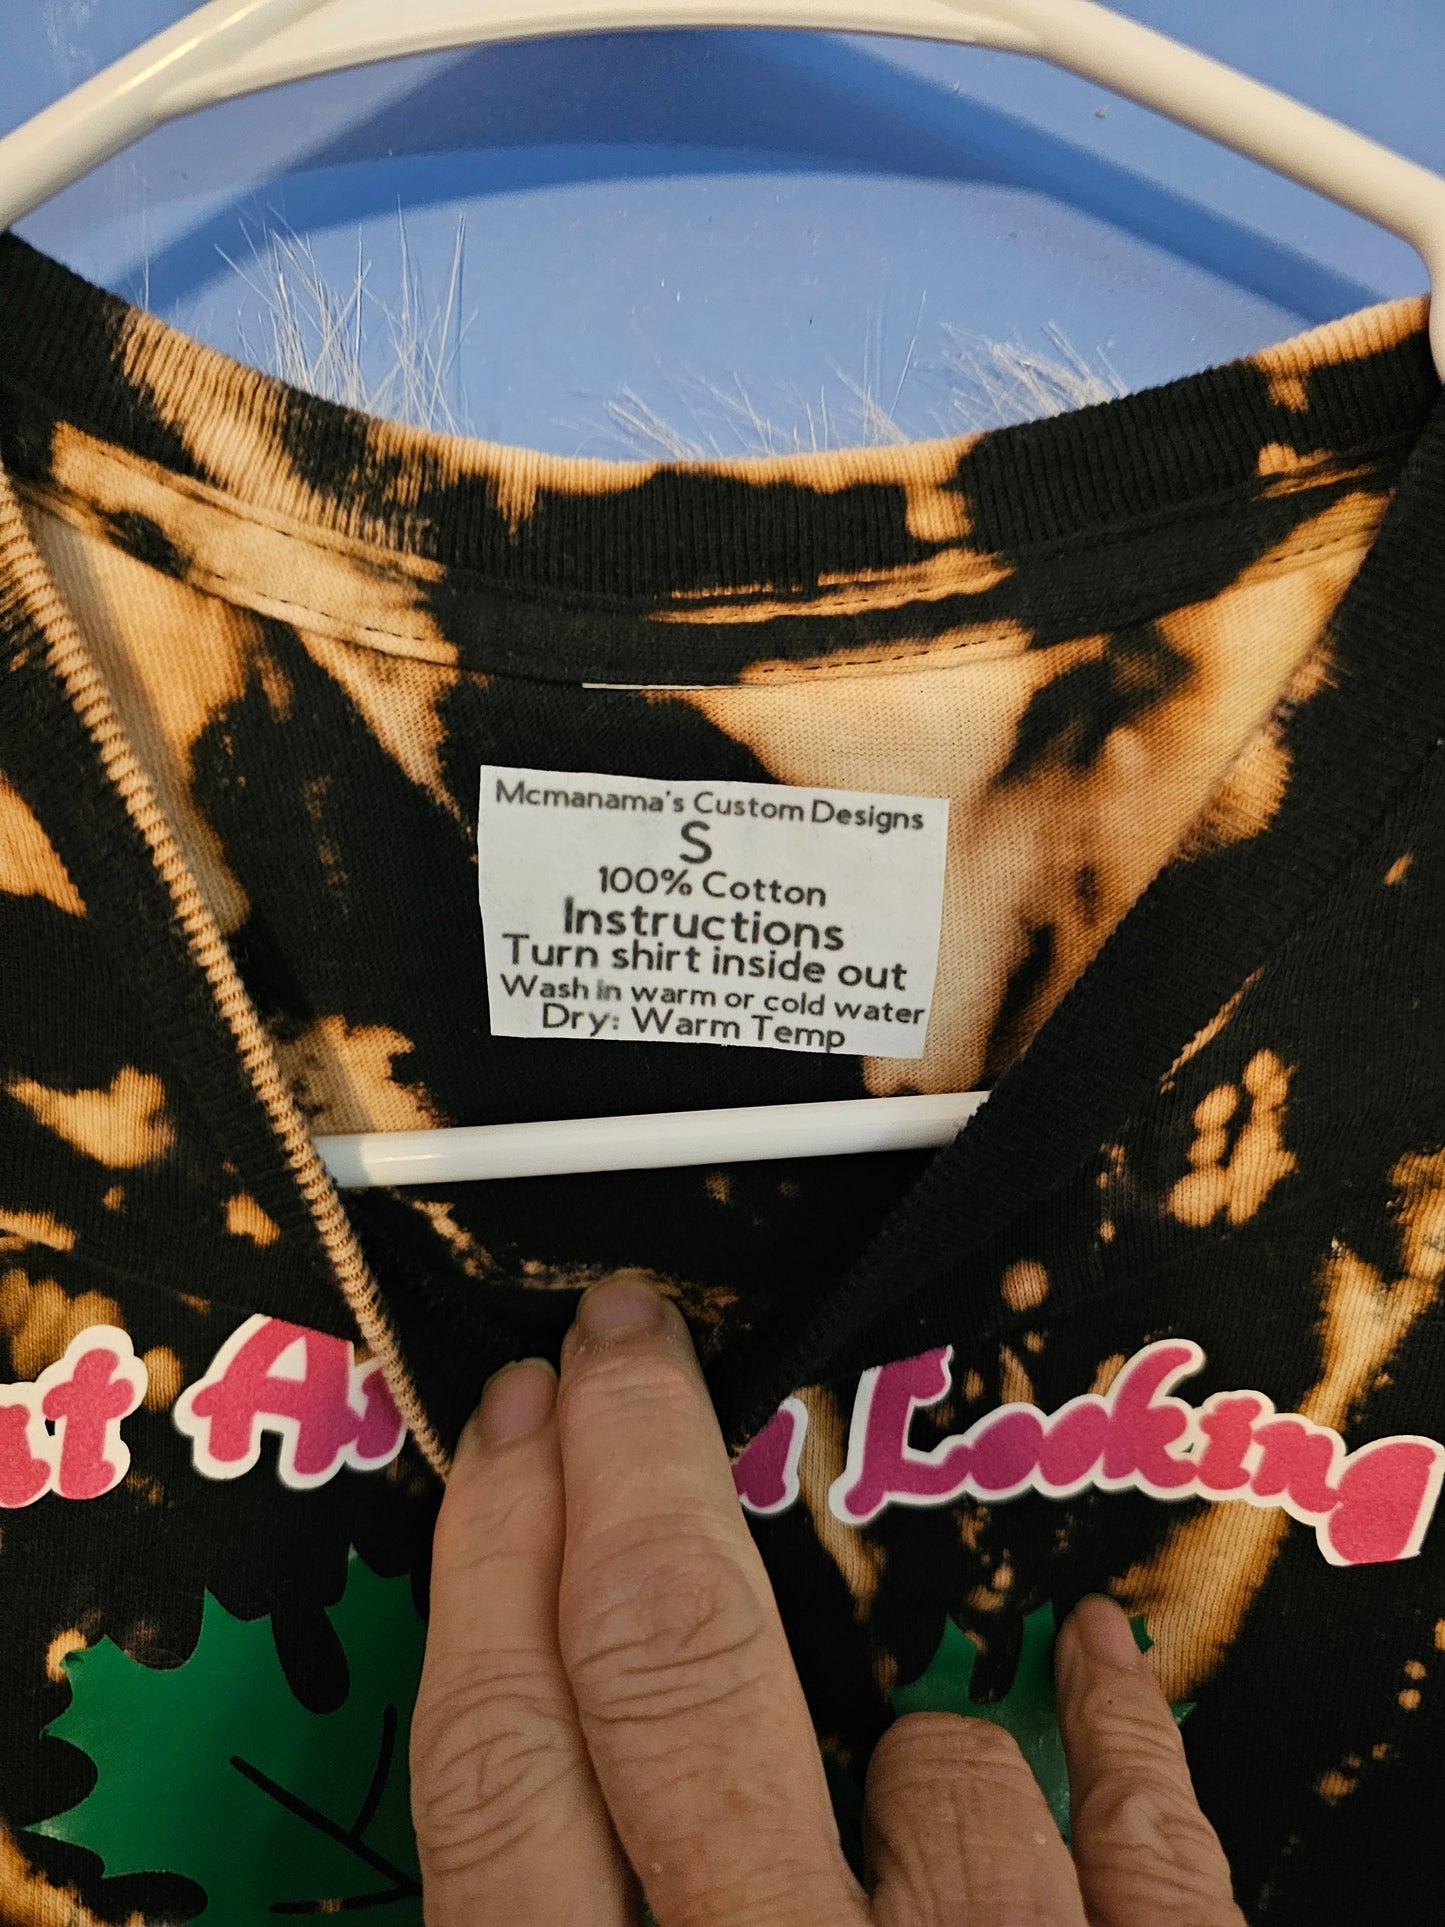 Mcmanama's Custom Designs
S
100% Cotton
Instructions
Turn shirt inside out
Wash in warm or cold water
Dry: Warm Temp
Looking